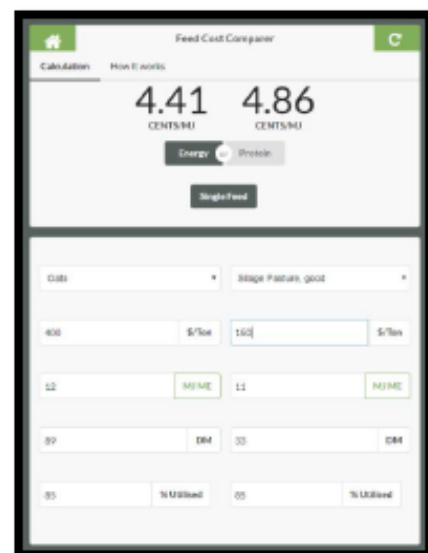 Feed Cost Comparer
Calculation How it works
4.41 4.86
CENTS/MJ CENTS/MJ
Energy or Protein
Single Feed
Oats Silage Pasture, good
400 $/Ton 150 $/Ton
12 MJ ME 11 MJ ME
89 DM 33 DM
85 % Utilised 85 % Utilised